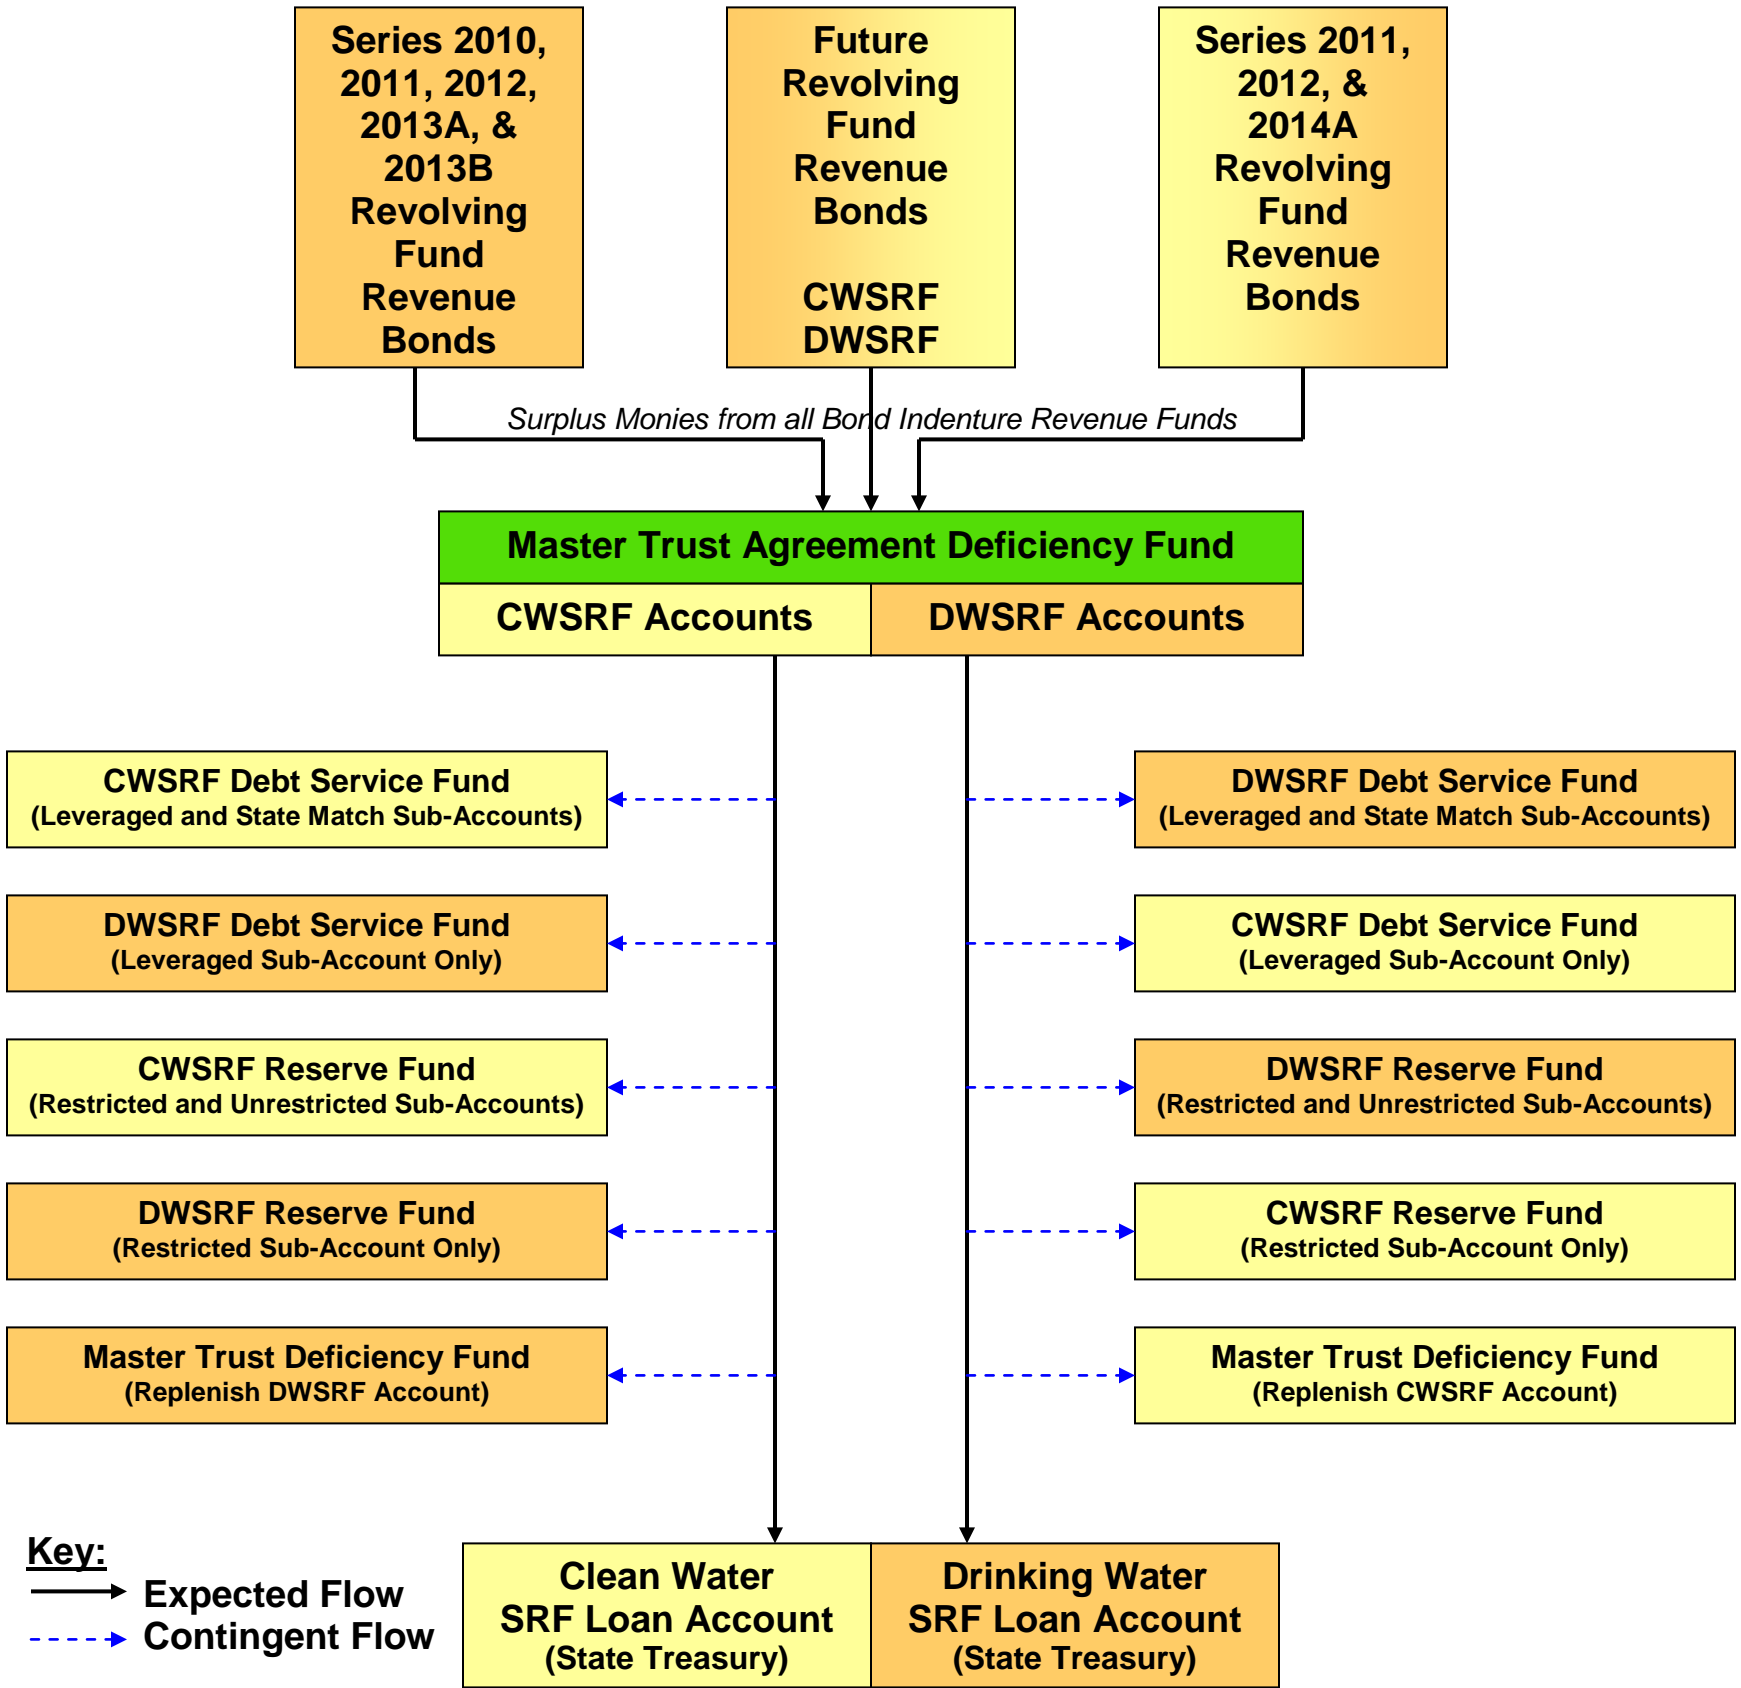 Series 2010,
2011, 2012,
2013A, &
2013B
Revolving
Fund
Revenue
Bonds
Future
Revolving
Fund
Revenue
Bonds
CWSRF
DWSRF
Series 2011,
2012, &
2014A
Revolving
Fund
Revenue
Bonds
Surplus Monies from all Bond Indenture Revenue Funds
Master Trust Agreement Deficiency Fund
CWSRF Accounts
DWSRF Accounts
CWSRF Debt Service Fund
(Leveraged and State Match Sub-Accounts)
DWSRF Debt Service Fund
(Leveraged and State Match Sub-Accounts)
DWSRF Debt Service Fund
(Leveraged Sub-Account Only)
CWSRF Debt Service Fund
(Leveraged Sub-Account Only)
CWSRF Reserve Fund
(Restricted and Unrestricted Sub-Accounts)
DWSRF Reserve Fund
(Restricted and Unrestricted Sub-Accounts)
DWSRF Reserve Fund
(Restricted Sub-Account Only)
CWSRF Reserve Fund
(Restricted Sub-Account Only)
Master Trust Deficiency Fund
(Replenish DWSRF Account)
Master Trust Deficiency Fund
(Replenish CWSRF Account)
Key:
Expected Flow
Contingent Flow
Clean Water
SRF Loan Account
(State Treasury)
Drinking Water
SRF Loan Account
(State Treasury)